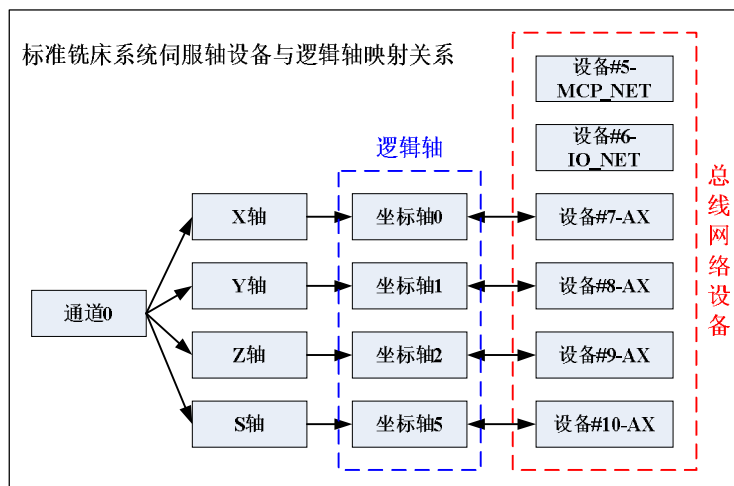 标准铣床系统伺服轴设备与逻辑轴映射关系
设备#5-
MCP_NET
设备#6-
IO_NET
逻辑轴
总线网络设备
X轴
坐标轴0
设备#7-AX
Y轴
坐标轴1
设备#8-AX
通道0
Z轴
坐标轴2
设备#9-AX
S轴
坐标轴5
设备#10-AX